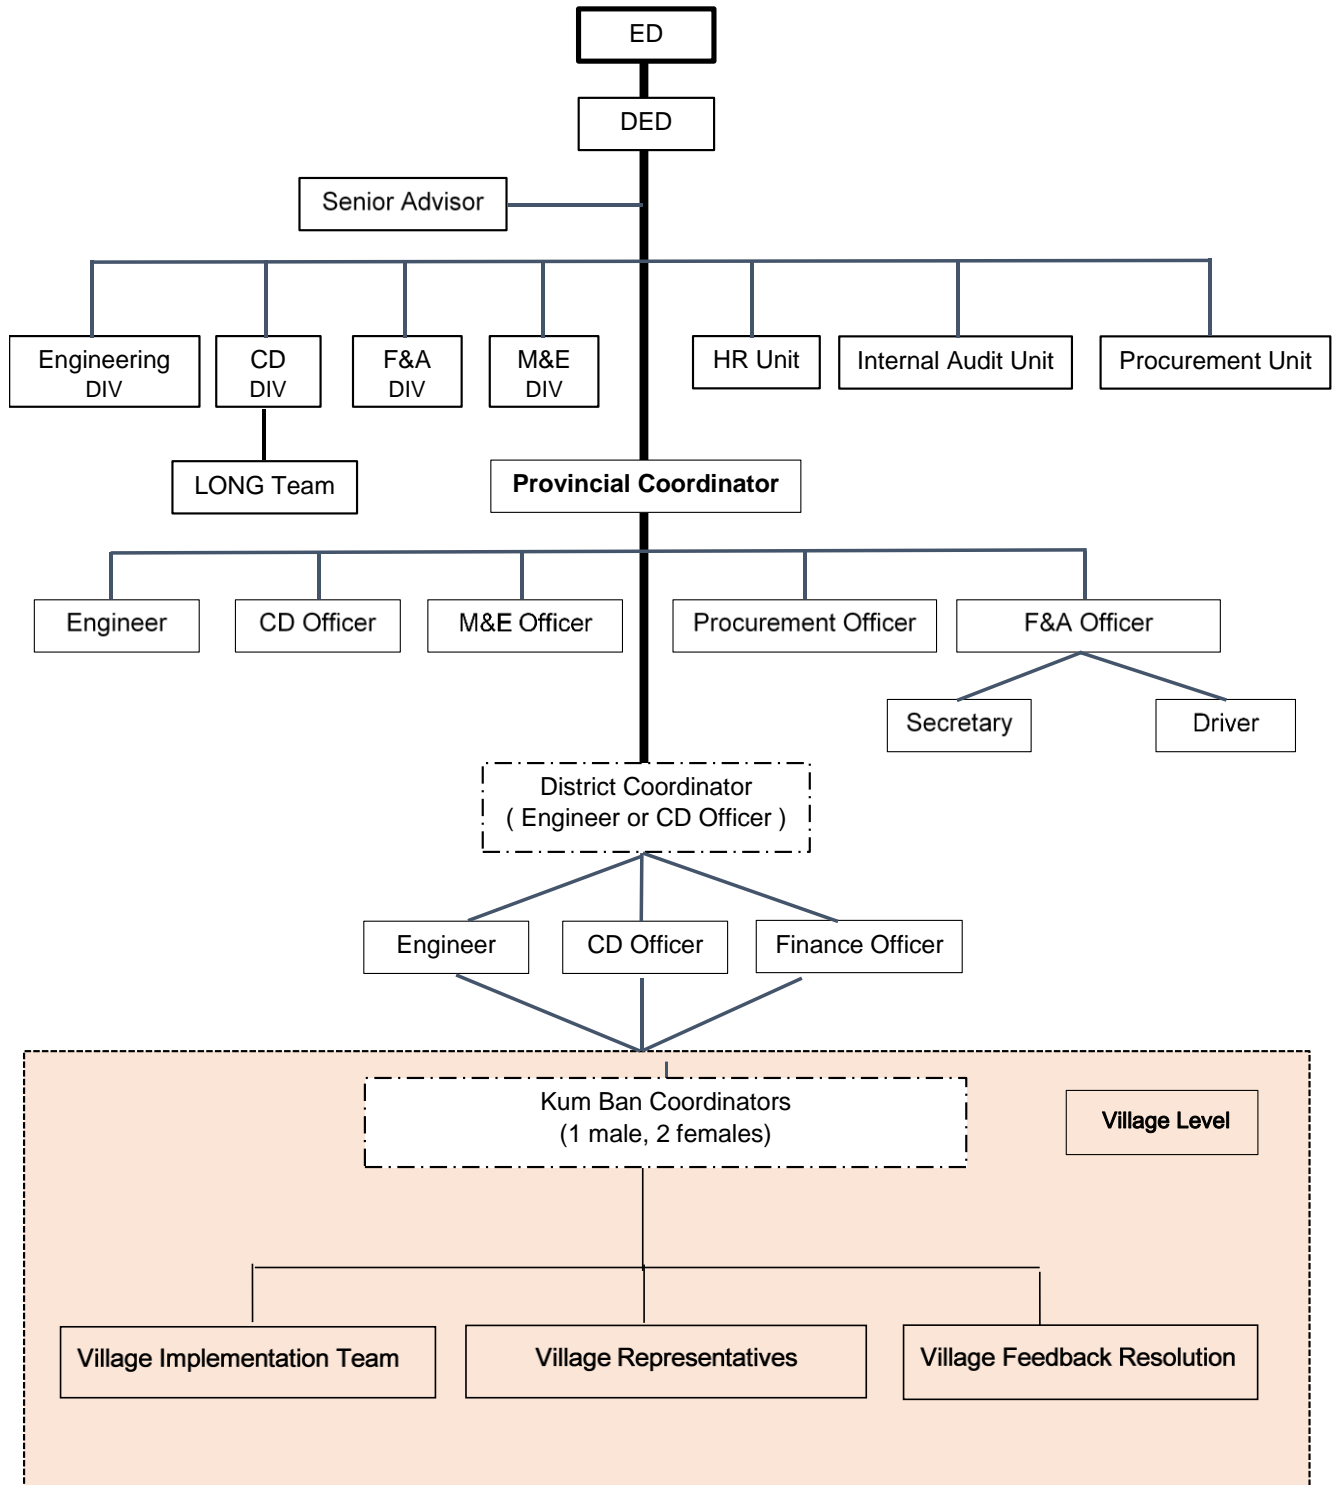 ED
DED
Senior Advisor
Engineering
DIV
CD
DIV
F&A
DIV
M&E
DIV
HR Unit
Internal Audit Unit
Procurement Unit
LONG Team
Provincial Coordinator
Engineer
CD Officer
M&E Officer
Procurement Officer
F&A Officer
Secretary
Driver
District Coordinator
( Engineer or CD Officer )
Engineer
CD Officer
Finance Officer
Kum Ban Coordinators
(1 male, 2 females)
Village Level
Village Implementation Team
Village Representatives
Village Feedback Resolution